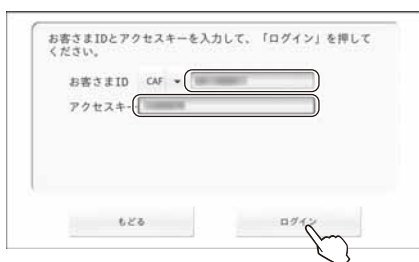 お客さまIDとアクセスキーを入力して、「ログイン」を押して
ください。
お客さまID CAF
アクセスキー
もどる
ログイン